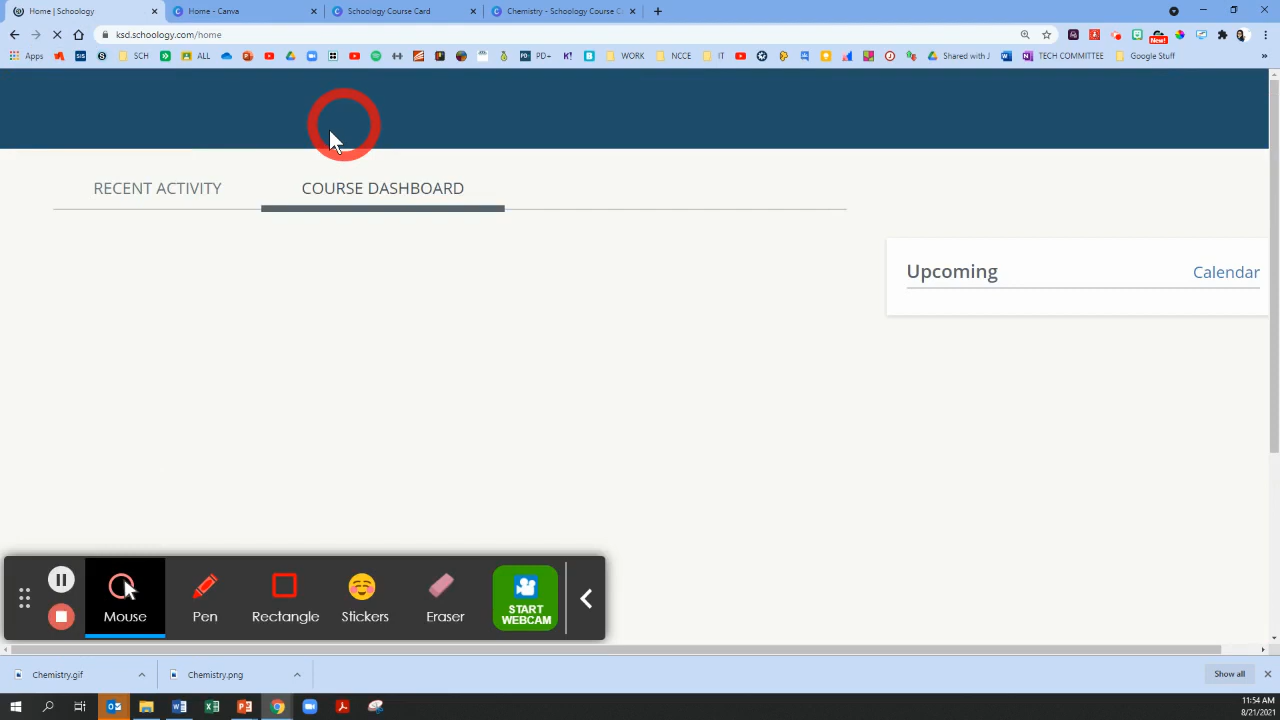 Home | Schoology
Home - Canva
Schoology Course Card
Chemistry - Schoology Course C
ksd.schoology.com/home
Apps
SIS
SCH
ALL
PD+
WORK
NCCE
IT
Shared with J
TECH COMMITTEE
Google Stuff
New!
RECENT ACTIVITY
COURSE DASHBOARD
Upcoming
Calendar
Mouse
Pen
Rectangle
Stickers
Eraser
START
WEBCAM
Chemistry.gif
Chemistry.png
Show all
11:54 AM
8/21/2021